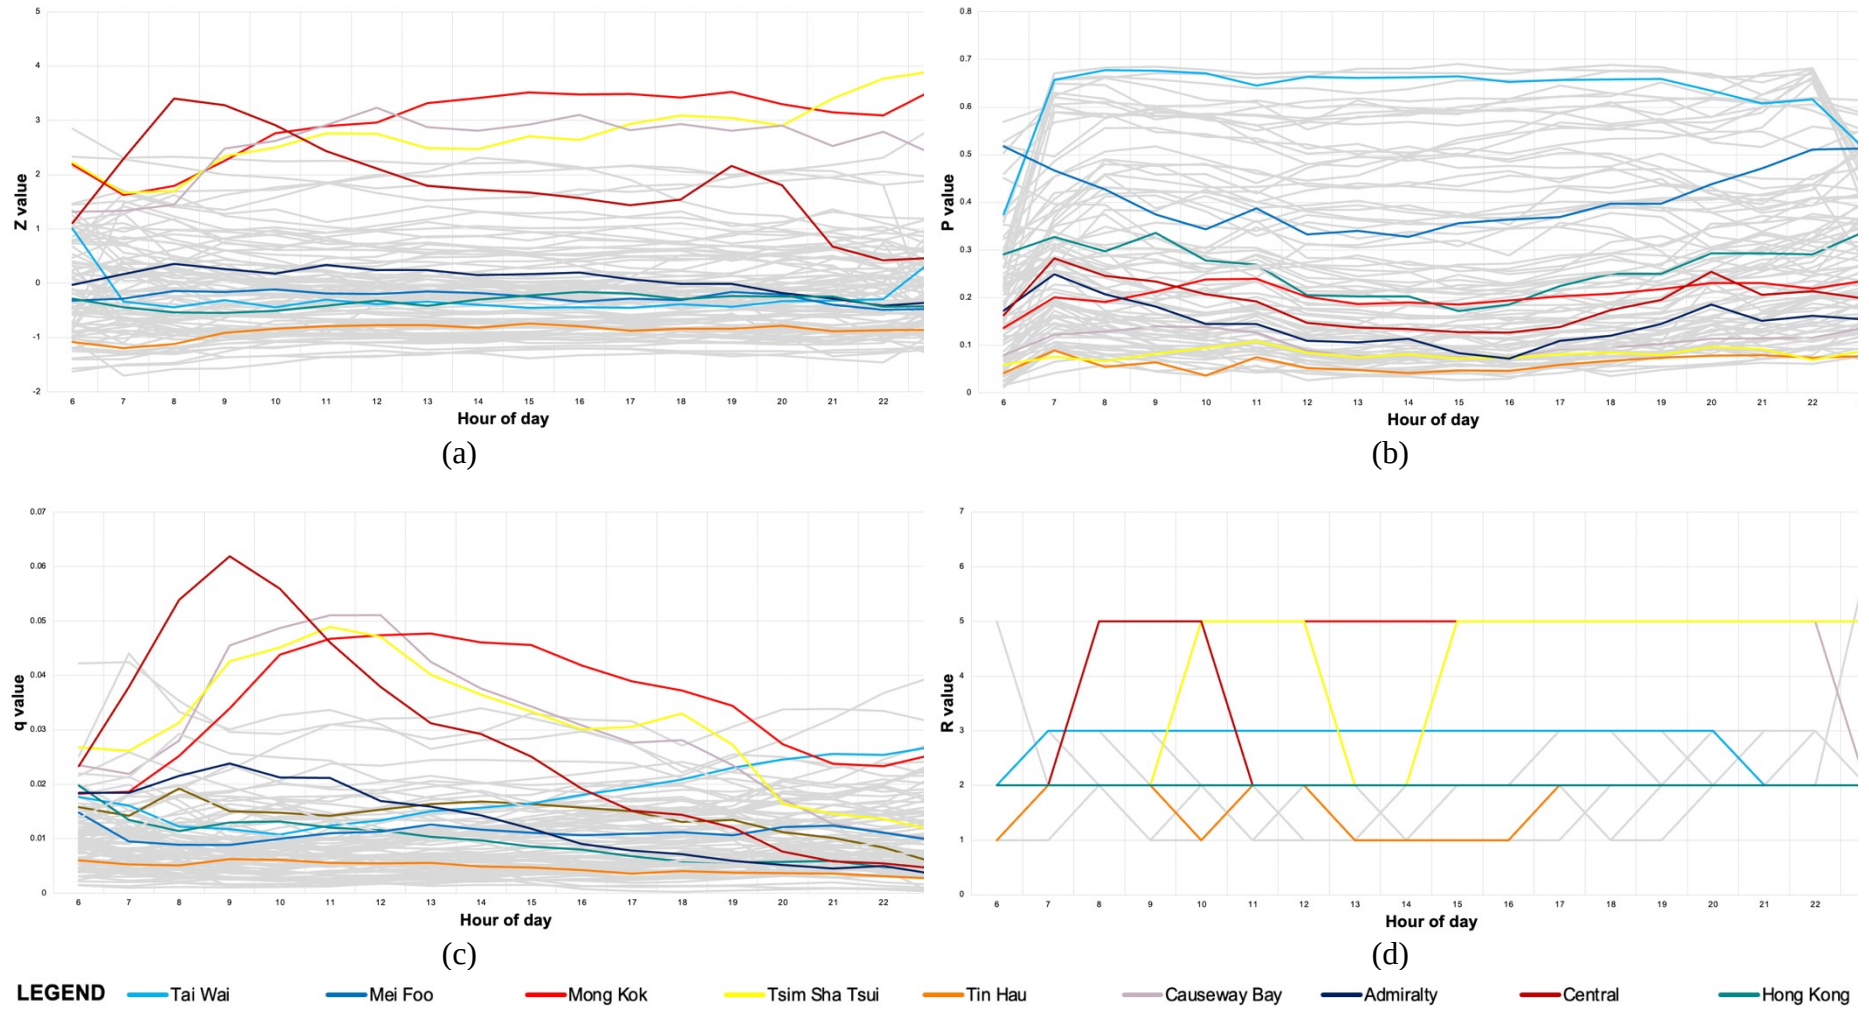 5
4
3
2
1
0
-1
-2
Z value
6 7 8 9 10 11 12 13 14 15 16 17 18 19 20 21 22
Hour of day
(a)
0.8
0.7
0.6
0.5
0.4
0.3
0.2
0.1
0
P value
6 7 8 9 10 11 12 13 14 15 16 17 18 19 20 21 22
Hour of day
(b)
0.07
0.06
0.05
0.04
0.03
0.02
0.01
0
q value
6 7 8 9 10 11 12 13 14 15 16 17 18 19 20 21 22
Hour of day
(c)
7
6
5
4
3
2
1
0
R value
6 7 8 9 10 11 12 13 14 15 16 17 18 19 20 21 22
Hour of day
(d)
LEGEND Tai Wai Mei Foo Mong Kok Tsim Sha Tsui Tin Hau Causeway Bay Admiralty Central Hong Kong